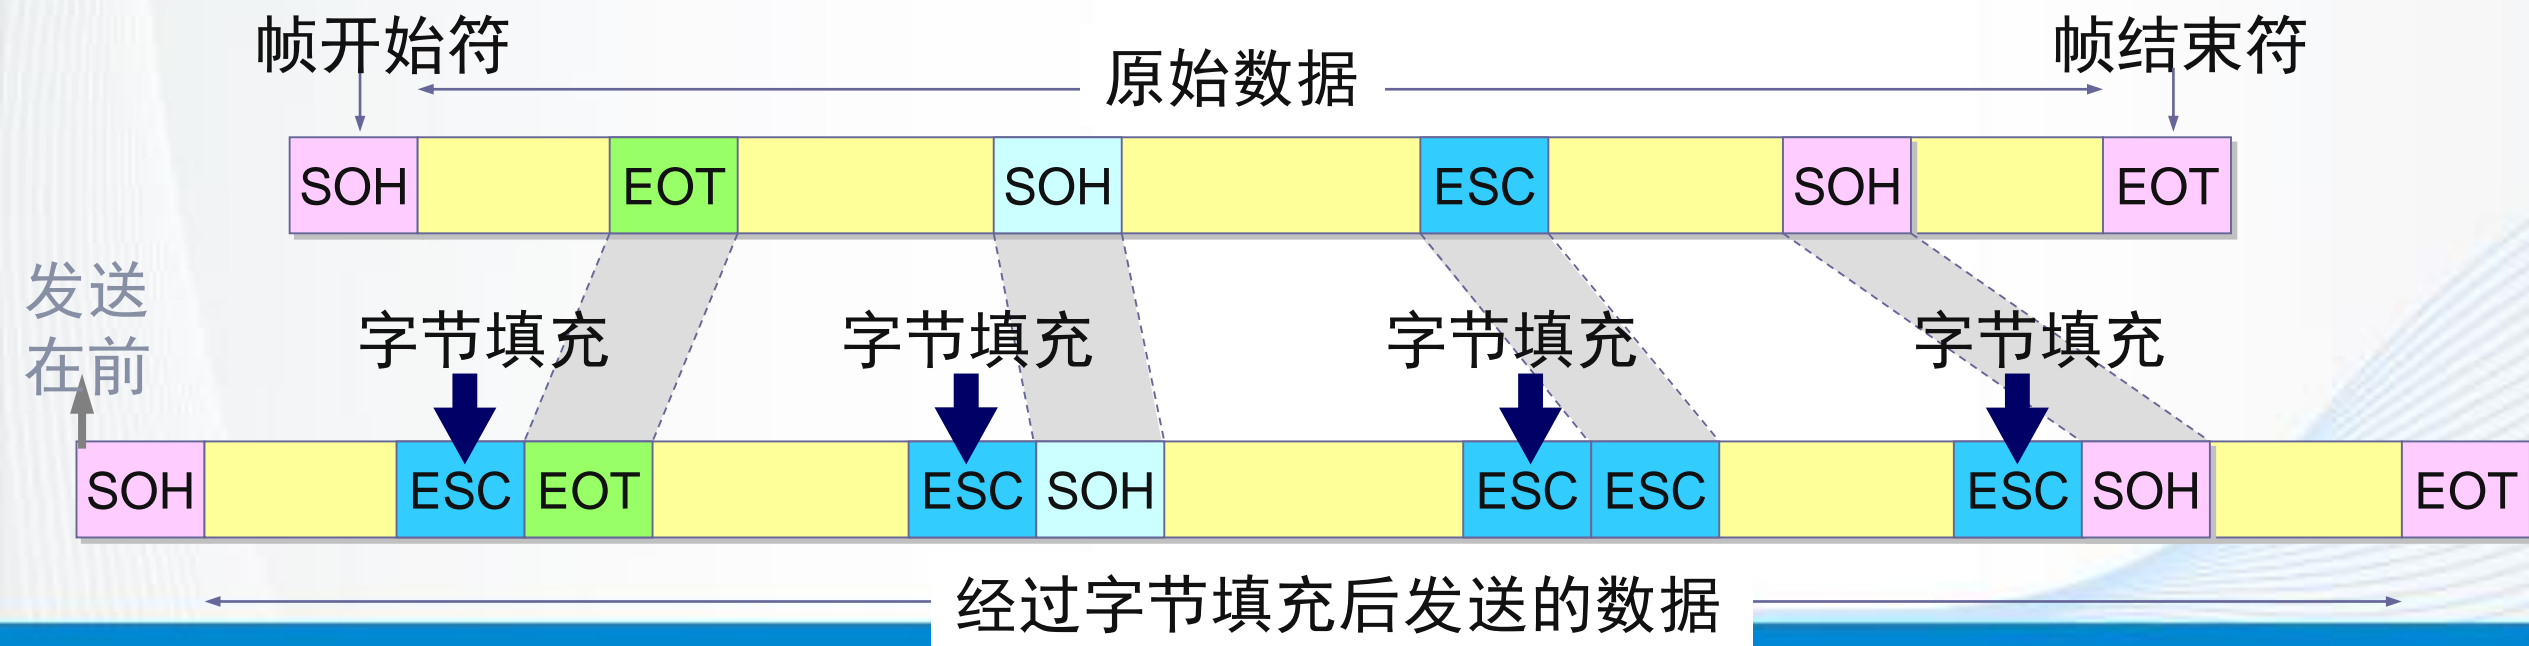 帧开始符
原始数据
帧结束符
SOH EOT SOH ESC SOH EOT
发送
在前
字节填充 字节填充 字节填充 字节填充
SOH ESC EOT ESC SOH ESC ESC ESC SOH EOT
经过字节填充后发送的数据